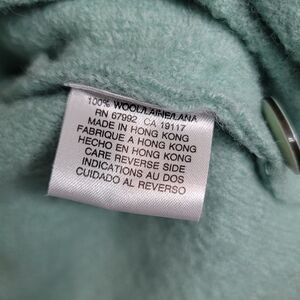 100% WOOL/LAINE/LANA
RN 67992 CA 19117
MADE IN HONG KONG
FABRIQUE A HONG KONG
HECHO EN HONG KONG
CARE REVERSE SIDE
INDICATIONS AU DOS
CUIDADO AL REVERSO